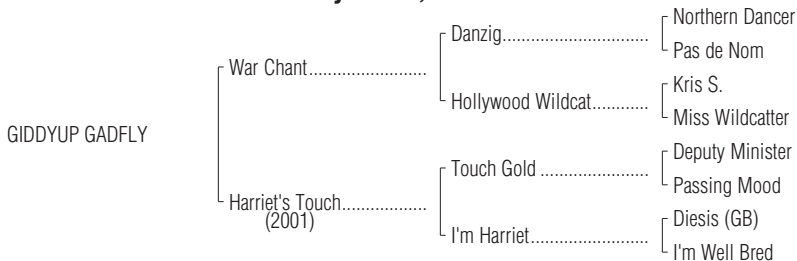 Northern Dancer
Danzig..............................
Pas de Nom
War Chant........................
Kris S.
Hollywood Wildcat............
Miss Wildcatter
GIDDYUP GADFLY
Deputy Minister
Touch Gold ......................
Passing Mood
Harriet's Touch.................
(2001)
Diesis (GB)
I'm Harriet........................
I'm Well Bred